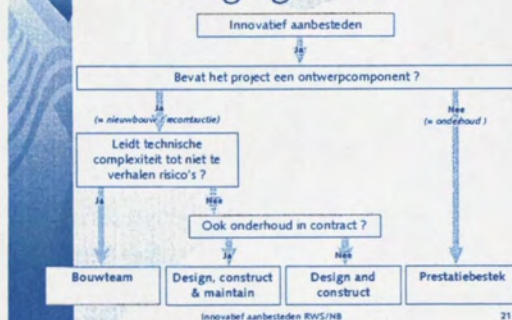 Innovatief aanbesteden
Ja
Bevat het project een ontwerpcomponent ?
Ja
(= nieuwbouw / reconstructie)
Nee
(= onderhoud )
Leidt technische
complexiteit tot niet te
verhalen risico's ?
Ja
Nee
Ook onderhoud in contract ?
Ja
Nee
Bouwteam
Design, construct
& maintain
Design and
construct
Prestatiebestek
Innovatief aanbesteden RWS/NB
21